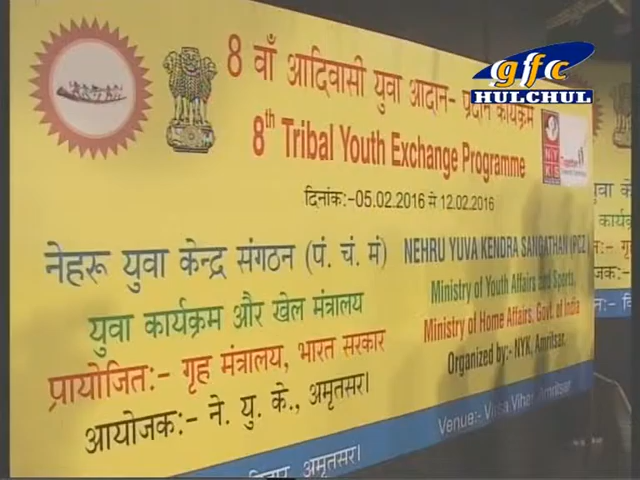 gfc
HULCHUL
8 वाँ आदिवासी युवा आदान- प्रदान कार्यक्रम
8th Tribal Youth Exchange Programme
दिनांक:-05.02.2016 से 12.02.2016
NYKS
नेहरू युवा केन्द्र संगठन (पं. चं. मं)
युवा कार्यक्रम और खेल मंत्रालय
प्रायोजित:- गृह मंत्रालय, भारत सरकार
आयोजक:- ने. यु. के., अमृतसर।
NEHRU YUVA KENDRA SANGATHAN
Ministry of Youth Affairs and Sports,
Ministry of Home Affairs, Govt. of India
Organized by:- NYK, Amritsar.
अमृतसर।
Venue:- Virsa Vihar, Amritsar